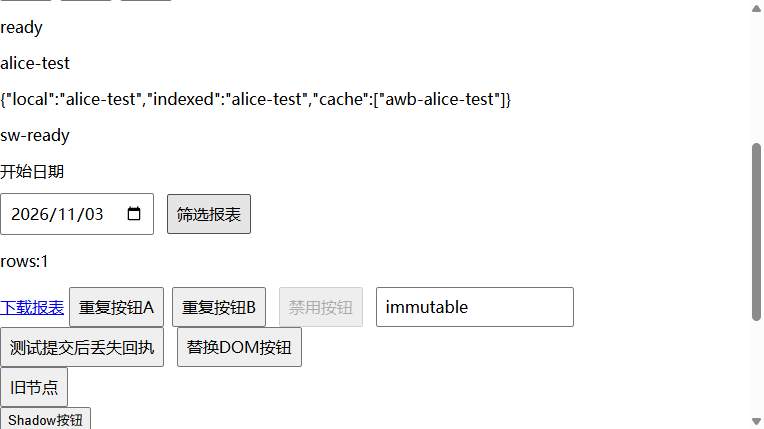 ready
alice-test
{"local":"alice-test","indexed":"alice-test","cache":["awb-alice-test"]}
sw-ready
开始日期
2026/11/03 筛选报表
rows:1
下载报表 重复按钮A 重复按钮B 禁用按钮 immutable
测试提交后丢失回执 替换DOM按钮
旧节点
Shadow按钮